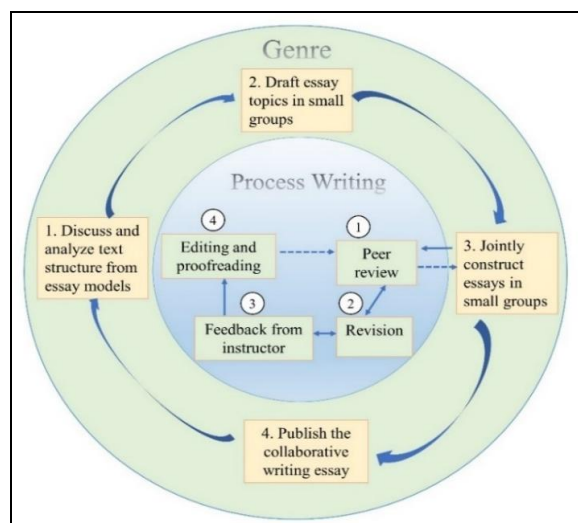 Genre
2. Draft essay
topics in small
groups
Process Writing
4
1
Editing and
proofreading
Peer
review
1. Discuss and
analyze text
structure from
essay models
3. Jointly
construct
essays in
small groups
3
2
Feedback from
instructor
Revision
4. Publish the
collaborative
writing essay